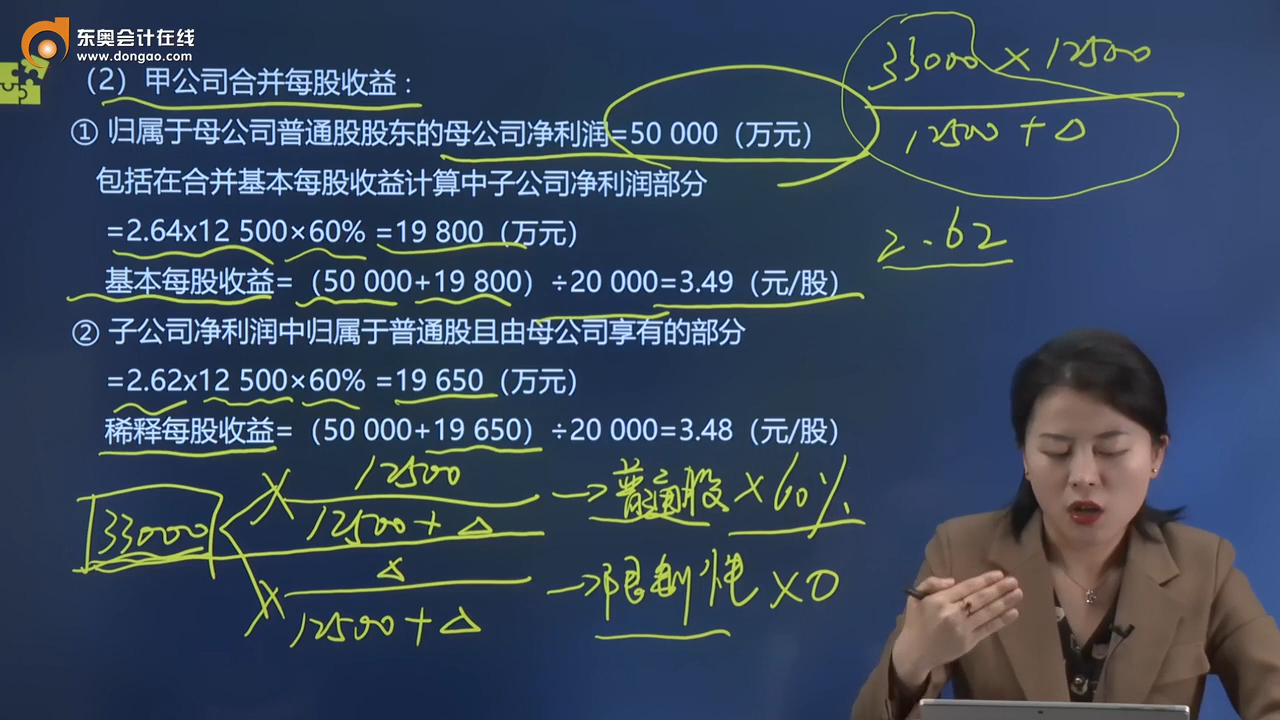 东奥会计在线
www.dongao.com
（2）甲公司合并每股收益：
① 归属于母公司普通股股东的母公司净利润=50 000（万元）
包括在合并基本每股收益计算中子公司净利润部分
=2.64x12 500×60% =19 800（万元）
基本每股收益=（50 000+19 800）÷20 000=3.49（元/股）
② 子公司净利润中归属于普通股且由母公司享有的部分
=2.62x12 500×60% =19 650（万元）
稀释每股收益=（50 000+19 650）÷20 000=3.48（元/股）
33000 × 12500
12500 + Δ
2.62
33000
× 12500
12500 + Δ
→ 普通股 × 60%
× Δ
12500 + Δ
→ 限制性 × 0